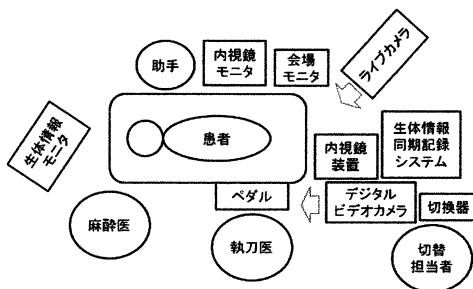 助手
内視鏡
モニタ
会場
モニタ
ライブカメラ
生体情報
モニタ
患者
内視鏡
装置
生体情報
同期記録
システム
ペダル
デジタル
ビデオカメラ
切換器
麻酔医
執刀医
切替
担当者